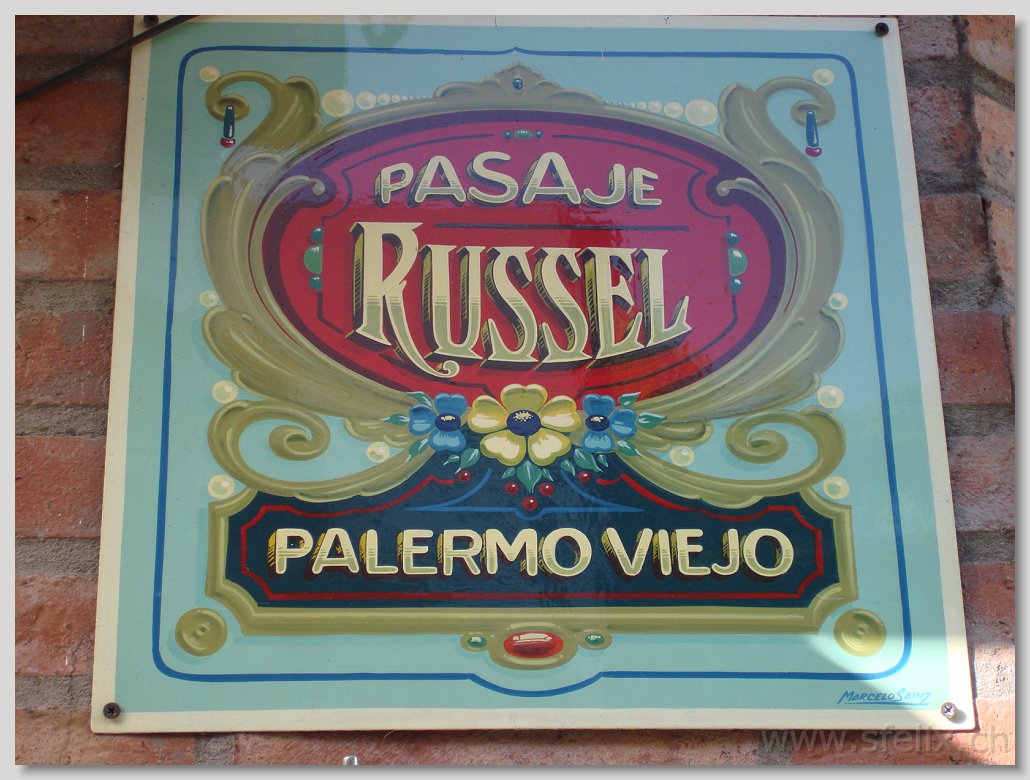 PASAJE
RUSSEL
PALERMO VIEJO
MARCELO SAINZ
www.sfelix.ch